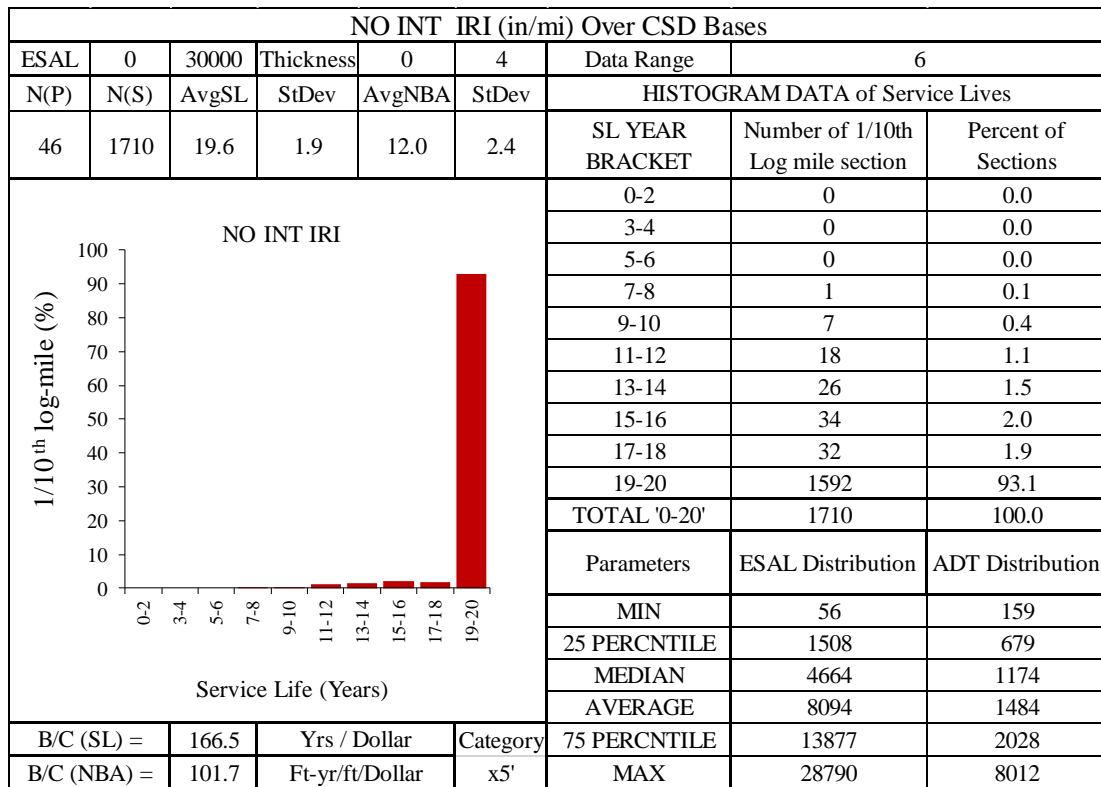 NO INT IRI (in/mi) Over CSD Bases
ESAL 0 30000 Thickness 0 4 Data Range 6
N(P) N(S) AvgSL StDev AvgNBA StDev HISTOGRAM DATA of Service Lives
46 1710 19.6 1.9 12.0 2.4
SL YEAR BRACKET Number of 1/10th Log mile section Percent of Sections
0-2 0 0.0
3-4 0 0.0
5-6 0 0.0
7-8 1 0.1
9-10 7 0.4
11-12 18 1.1
13-14 26 1.5
15-16 34 2.0
17-18 32 1.9
19-20 1592 93.1
TOTAL '0-20' 1710 100.0
Parameters ESAL Distribution ADT Distribution
MIN 56 159
25 PERCNTILE 1508 679
MEDIAN 4664 1174
AVERAGE 8094 1484
75 PERCNTILE 13877 2028
MAX 28790 8012
NO INT IRI
1/10 th log-mile (%)
100
90
80
70
60
50
40
30
20
10
0
0-2 3-4 5-6 7-8 9-10 11-12 13-14 15-16 17-18 19-20
Service Life (Years)
B/C (SL) = 166.5 Yrs / Dollar Category
B/C (NBA) = 101.7 Ft-yr/ft/Dollar x5'